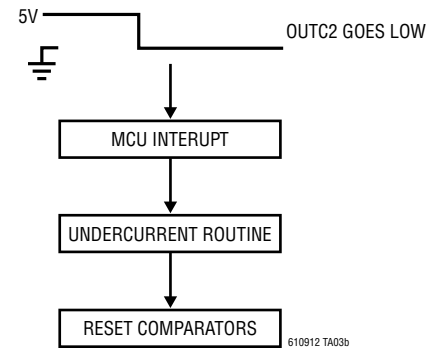 5V
OUTC2 GOES LOW
MCU INTERUPT
UNDERCURRENT ROUTINE
RESET COMPARATORS
610912 TA03b